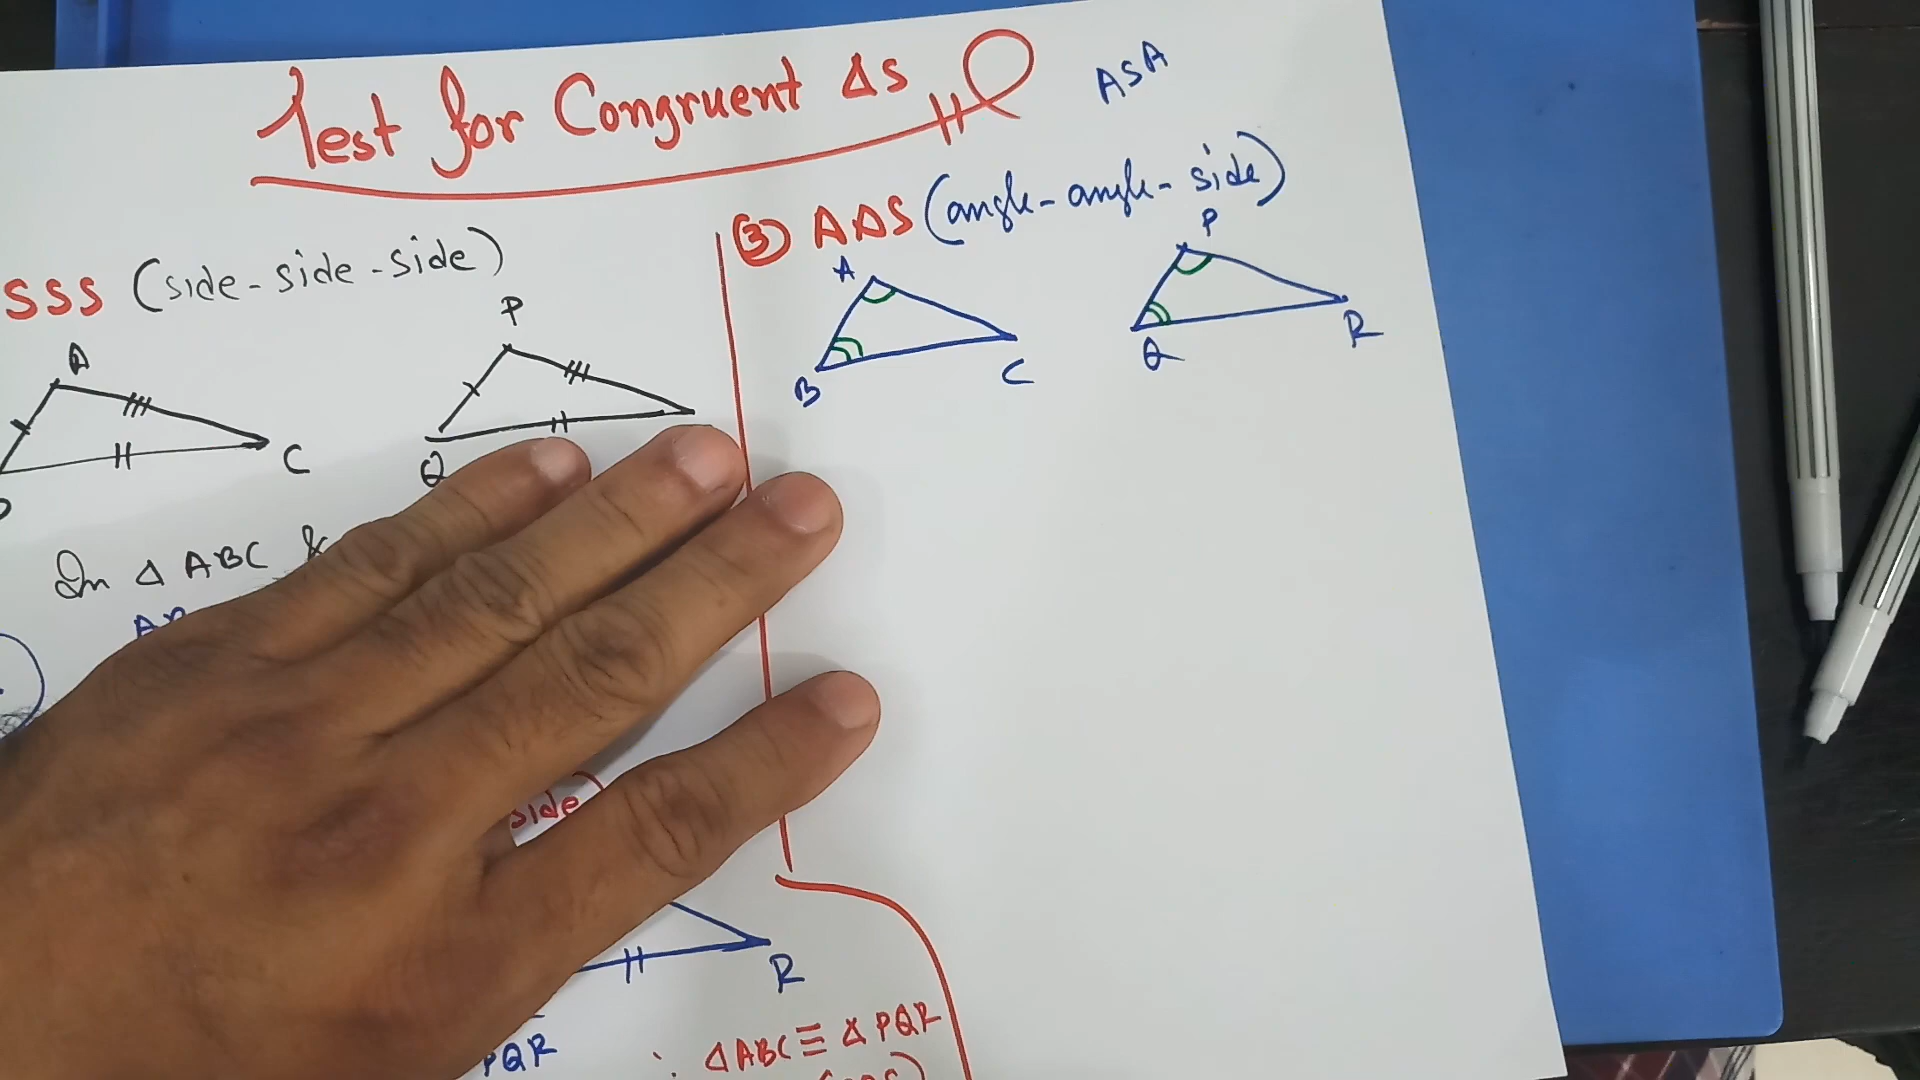 Test for Congruent Δs
ASA
SSS (side-side-side)
A
P
C
Q
In Δ ABC &
side)
R
PQR
∴ ΔABC ≡ Δ PQR
③ AAS (angle-angle-side)
A
B
C
P
Q
R